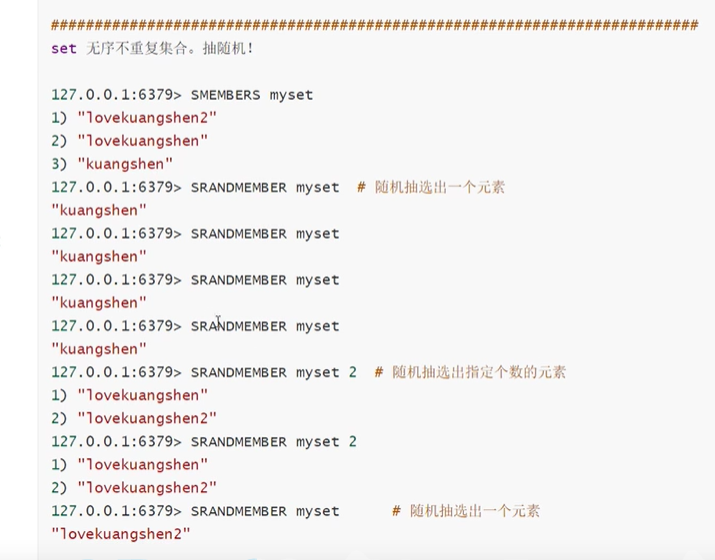 ##########################################################################
set 无序不重复集合。抽随机！
127.0.0.1:6379> SMEMBERS myset
1) "lovekuangshen2"
2) "lovekuangshen"
3) "kuangshen"
127.0.0.1:6379> SRANDMEMBER myset  # 随机抽选出一个元素
"kuangshen"
127.0.0.1:6379> SRANDMEMBER myset
"kuangshen"
127.0.0.1:6379> SRANDMEMBER myset
"kuangshen"
127.0.0.1:6379> SRANDMEMBER myset
"kuangshen"
127.0.0.1:6379> SRANDMEMBER myset 2  # 随机抽选出指定个数的元素
1) "lovekuangshen"
2) "lovekuangshen2"
127.0.0.1:6379> SRANDMEMBER myset 2
1) "lovekuangshen"
2) "lovekuangshen2"
127.0.0.1:6379> SRANDMEMBER myset      # 随机抽选出一个元素
"lovekuangshen2"